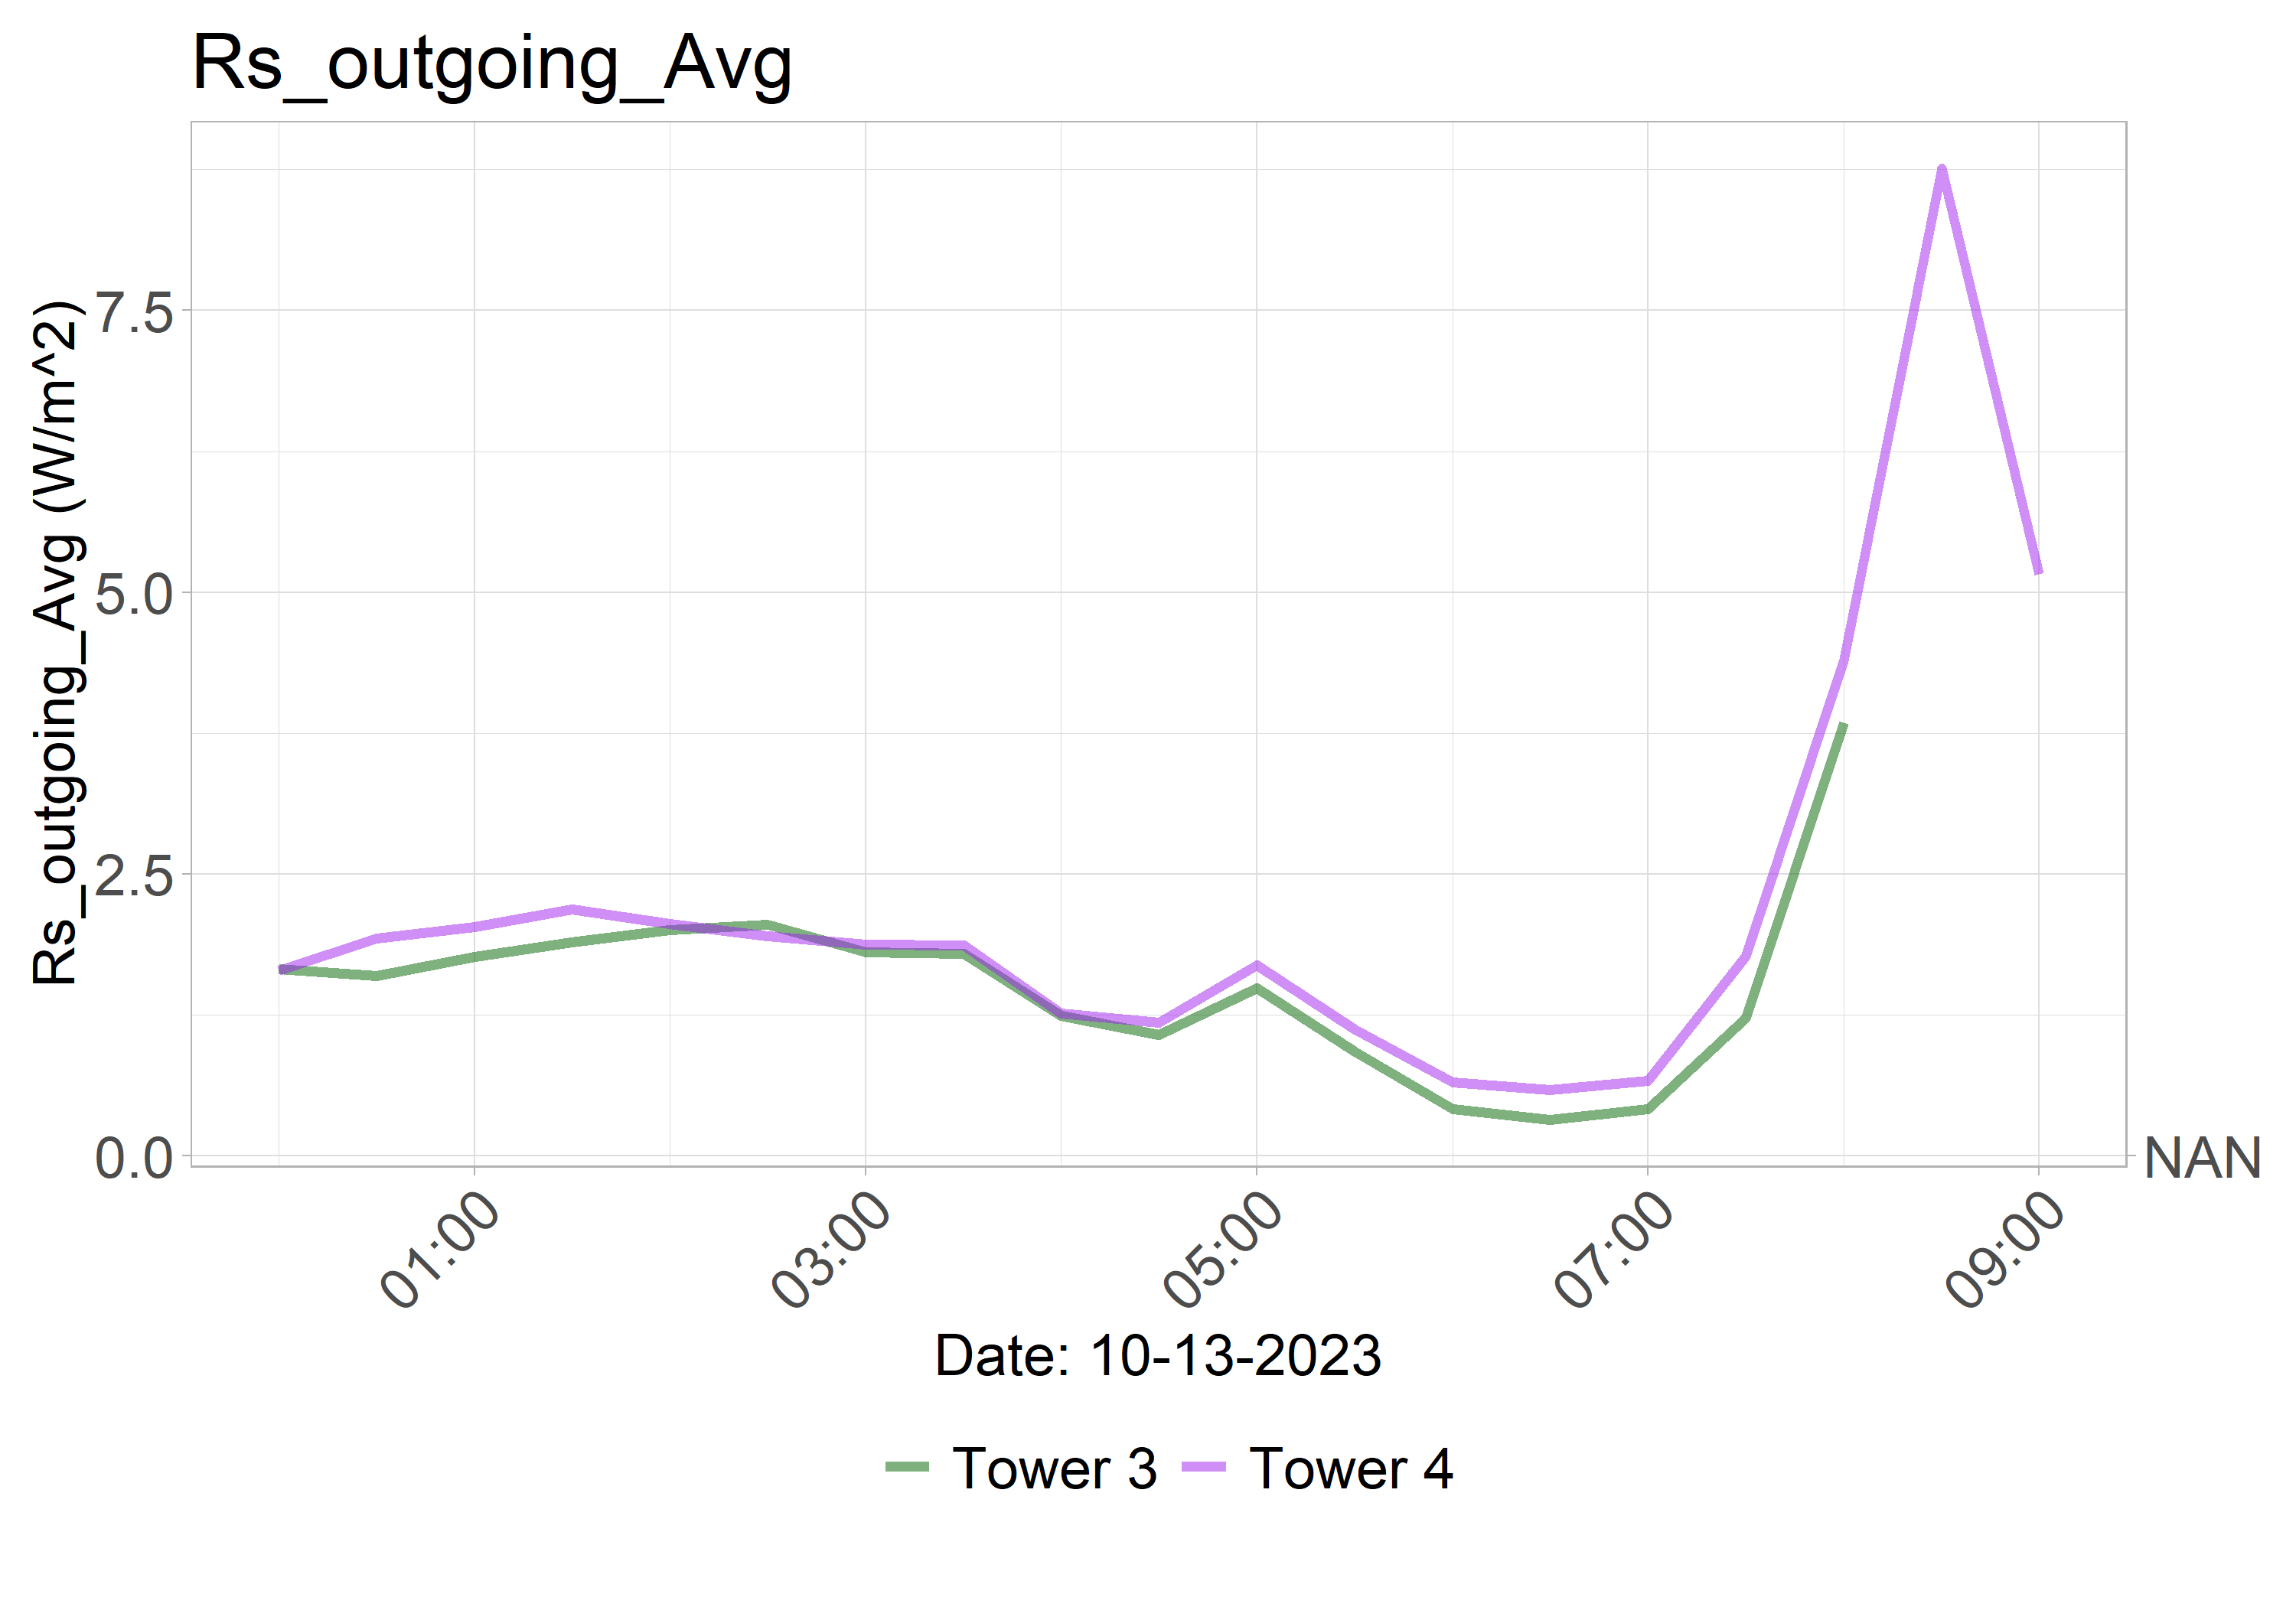 Rs_outgoing_Avg
Rs_outgoing_Avg (W/m^2)
7.5
5.0
2.5
0.0
NAN
01:00
03:00
05:00
07:00
09:00
Date: 10-13-2023
Tower 3
Tower 4